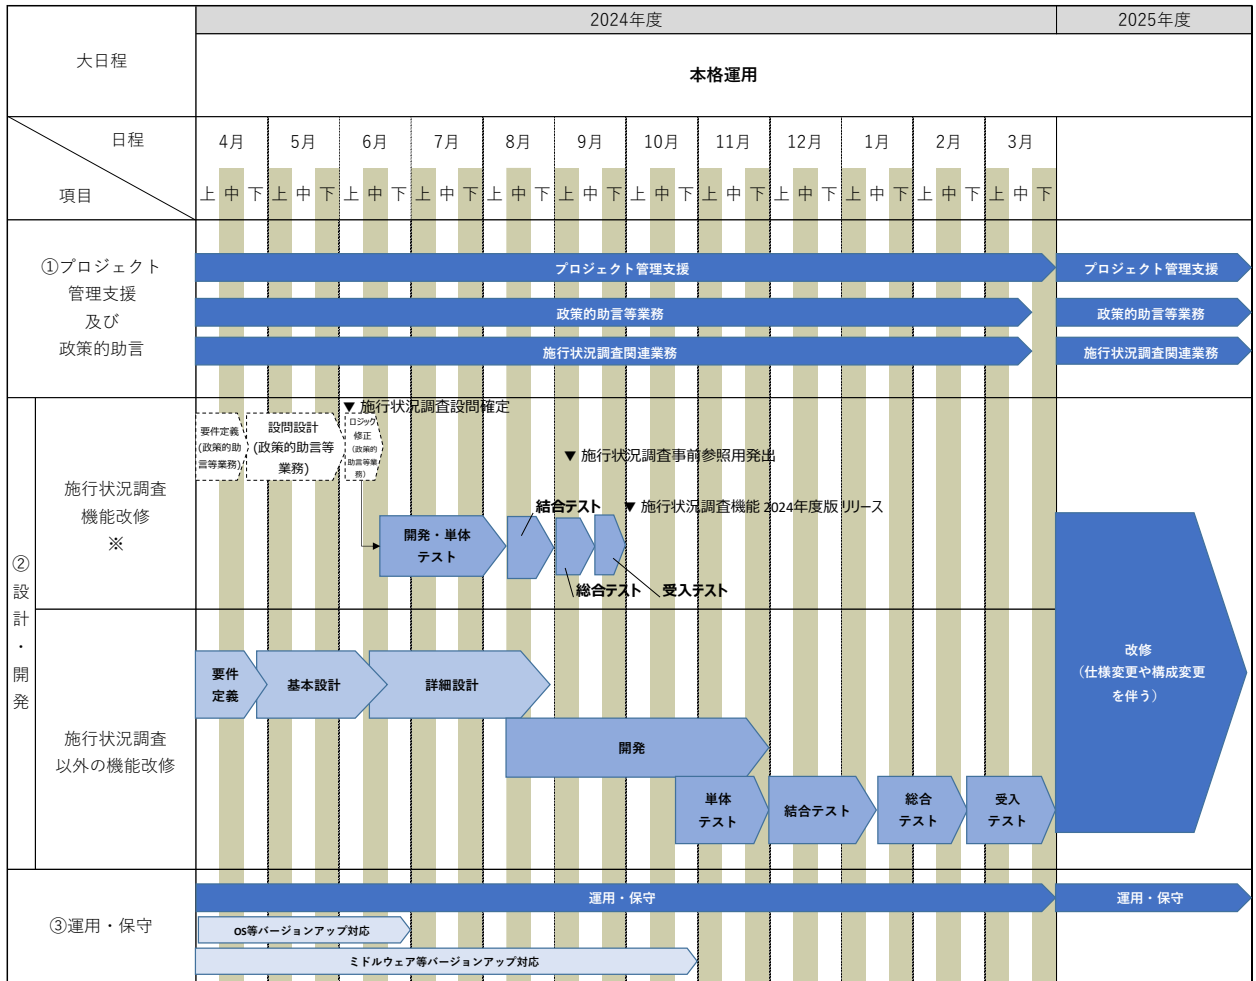 2024年度
2025年度
大日程
本格運用
日程
項目
4月
5月
6月
7月
8月
9月
10月
11月
12月
1月
2月
3月
上 中 下 上 中 下 上 中 下 上 中 下 上 中 下 上 中 下 上 中 下 上 中 下 上 中 下 上 中 下 上 中 下 上 中 下
①プロジェクト
管理支援
及び
政策的助言
プロジェクト管理支援
プロジェクト管理支援
政策的助言等業務
政策的助言等業務
施行状況調査関連業務
施行状況調査関連業務
②
設
計
・
開
発
施行状況調査
機能改修
※
▼ 施行状況調査設問確定
要件定義
(政策的助
言等業務)
設問設計
(政策的助言等
業務)
ロジック
修正
(政策的
助言等業
務)
▼ 施行状況調査事前参照用発出
結合テスト
▼ 施行状況調査機能 2024年度版 リリース
開発・単体
テスト
総合テスト
受入テスト
施行状況調査
以外の機能改修
要件
定義
基本設計
詳細設計
開発
単体
テスト
結合テスト
総合
テスト
受入
テスト
改修
(仕様変更や構成変更
を伴う)
③運用・保守
運用・保守
運用・保守
OS等バージョンアップ対応
ミドルウェア等バージョンアップ対応